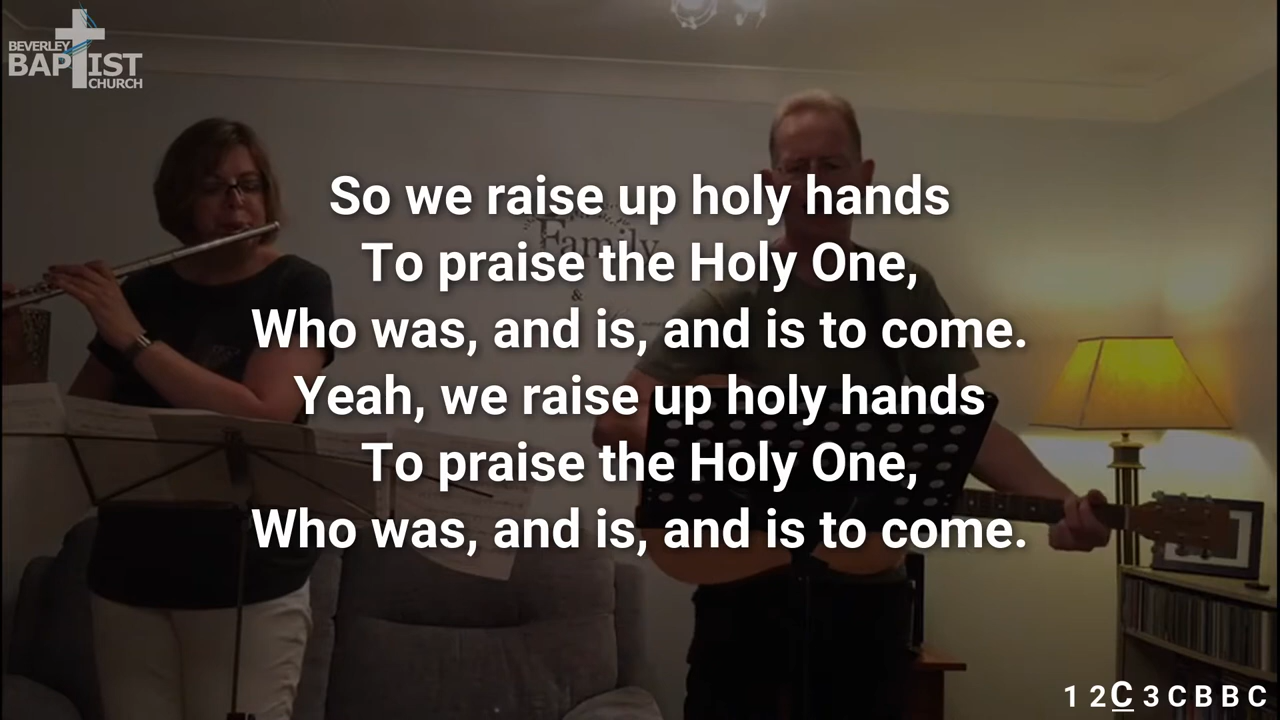 BEVERLEY
BAPTIST
CHURCH
So we raise up holy hands
Family
To praise the Holy One,
&
Who was, and is, and is to come.
Yeah, we raise up holy hands
To praise the Holy One,
Who was, and is, and is to come.
1 2 C 3 C B B C